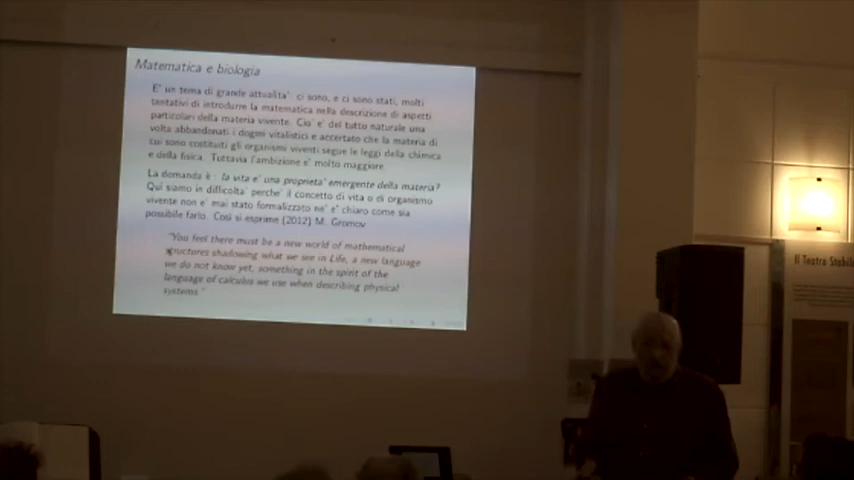 Matematica e biologia
E' un tema di grande attualita' ci sono, e ci sono stati, molti
tentativi di introdurre la matematica nella descrizione di aspetti
particolari della materia vivente. Cio' e' del tutto naturale una
volta abbandonati i dogmi vitalistici e accertato che la materia di
cui sono costituiti gli organismi viventi segue le leggi della chimica
e della fisica. Tuttavia l'ambizione e' molto maggiore.
La domanda è : la vita e' una proprieta' emergente della materia?
Qui siamo in difficolta' perche' il concetto di vita o di organismo
vivente non e' mai stato formalizzato ne' e' chiaro come sia
possibile farlo. Così si esprime (2012) M. Gromov
"You feel there must be a new world of mathematical
structures shadowing what we see in Life, a new language
we do not know yet, something in the spirit of the
language of calculus we use when describing physical
systems."
Il Teatro Stabile